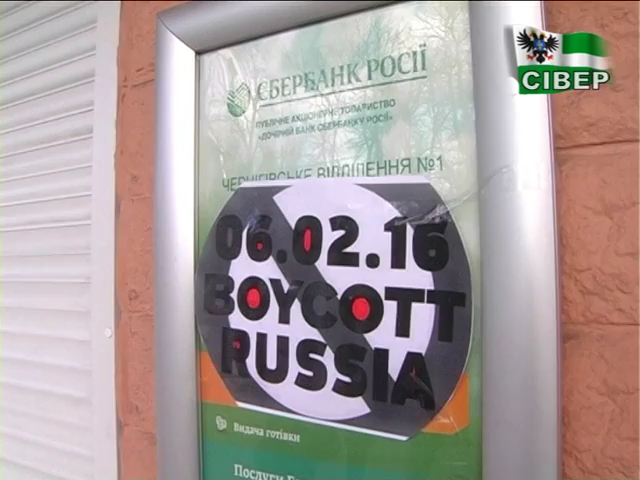 СІВЕР
СБЕРБАНК РОСІЇ
ПУБЛІЧНЕ АКЦІОНЕРНЕ ТОВАРИСТВО
«ДОЧІРНІЙ БАНК СБЕРБАНКУ РОСІЇ»
ЧЕРНІГІВСЬКЕ ВІДДІЛЕННЯ №1
06.02.16
BOYCOTT
RUSSIA
Видача готівки
Послуги